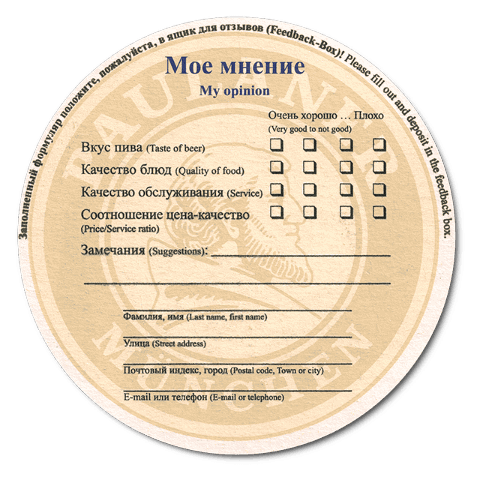 Заполненный формуляр положите, пожалуйста, в ящик для отзывов (Feedback-Box)! Please fill out and deposit in the feedback box.
Мое мнение
My opinion
Очень хорошо ... Плохо
(Very good to not good)
Вкус пива (Taste of beer)
Качество блюд (Quality of food)
Качество обслуживания (Service)
Соотношение цена-качество
(Price/Service ratio)
Замечания (Suggestions):
Фамилия, имя (Last name, first name)
Улица (Street address)
Почтовый индекс, город (Postal code, Town or city)
E-mail или телефон (E-mail or telephone)
PAULANER
MÜNCHEN